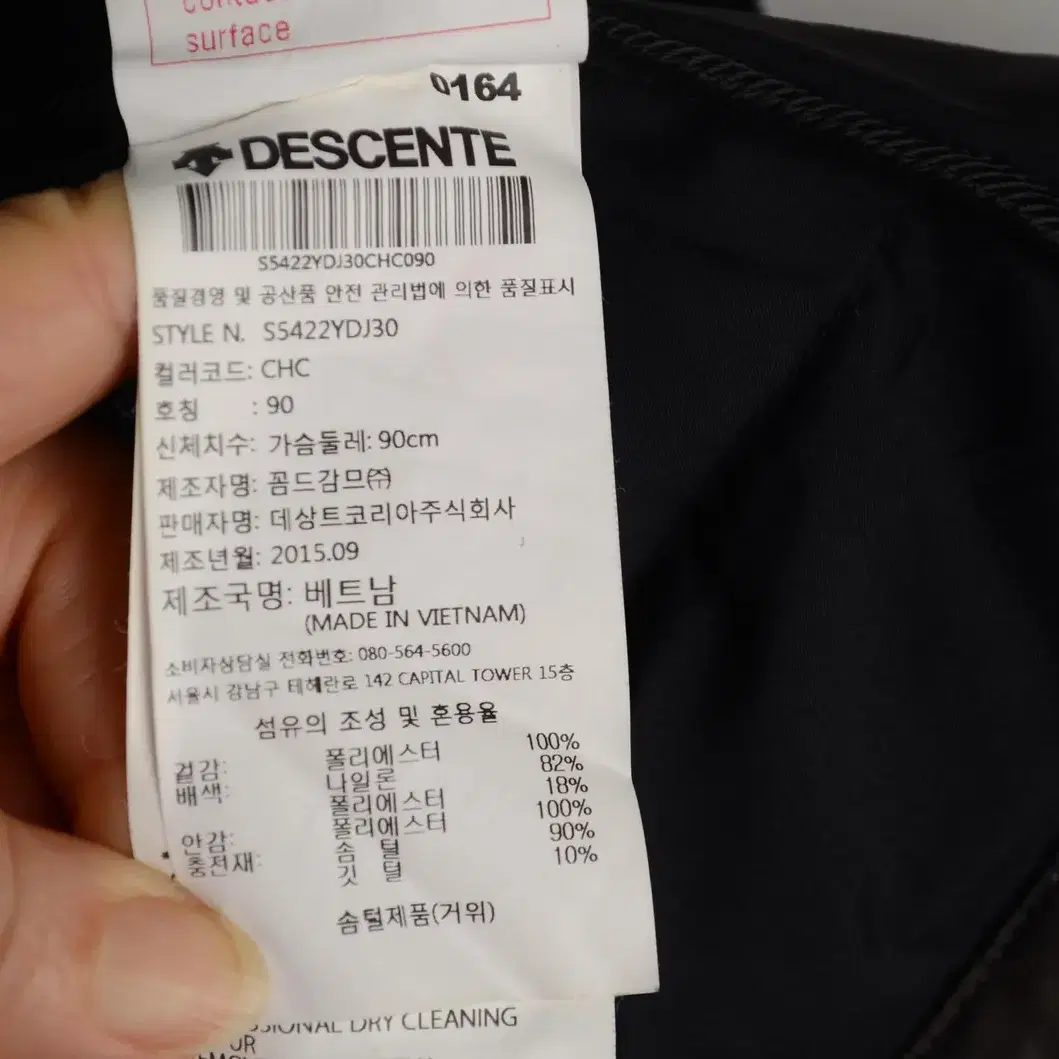 surface
0164
DESCENTE
S5422YDJ30CHC090
품질경영 및 공산품 안전 관리법에 의한 품질표시
STYLE N. S5422YDJ30
컬러코드: CHC
호칭 : 90
신체치수: 가슴둘레: 90cm
제조자명: 꼼드감므㈜
판매자명: 데상트코리아주식회사
제조년월: 2015.09
제조국명: 베트남
(MADE IN VIETNAM)
소비자상담실 전화번호: 080-564-5600
서울시 강남구 테헤란로 142 CAPITAL TOWER 15층
섬유의 조성 및 혼용율
겉감: 폴리에스터 100%
배색: 나일론 82%
폴리에스터 18%
안감: 폴리에스터 100%
충전재: 솜 털 90%
깃 털 10%
솜털제품(거위)
DRY CLEANING